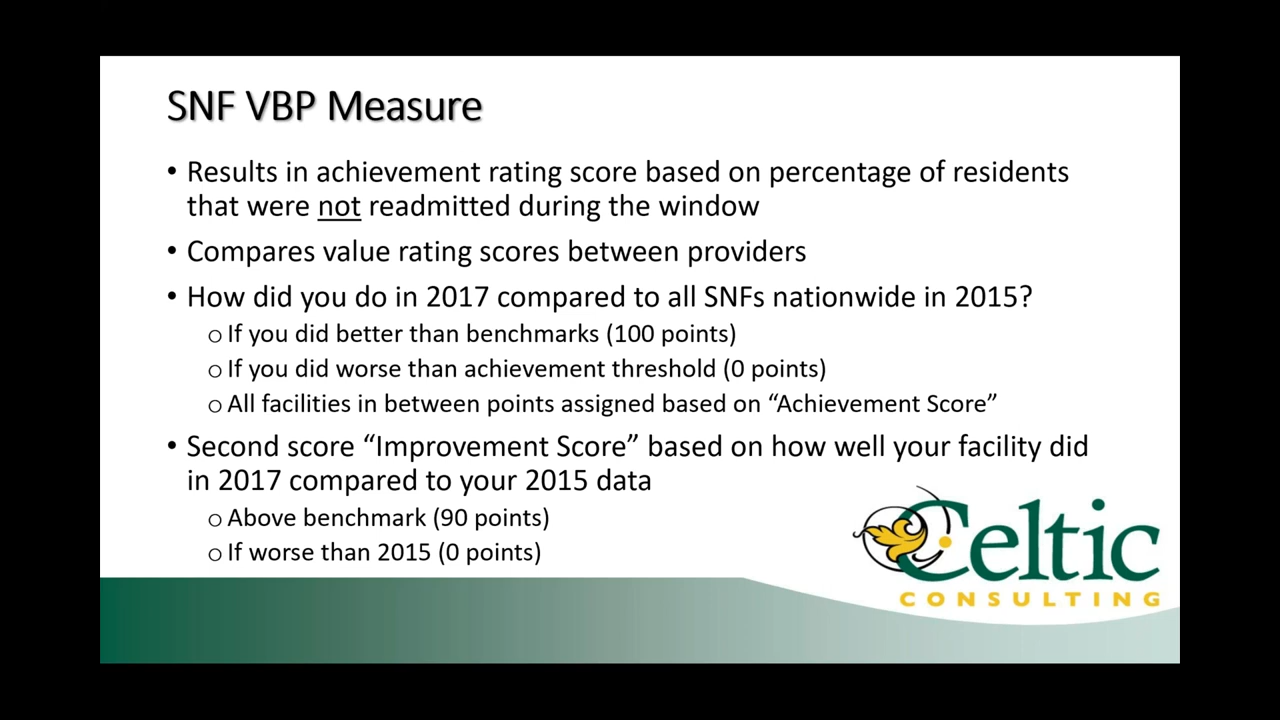 SNF VBP Measure
• Results in achievement rating score based on percentage of residents
that were not readmitted during the window
• Compares value rating scores between providers
• How did you do in 2017 compared to all SNFs nationwide in 2015?
o If you did better than benchmarks (100 points)
o If you did worse than achievement threshold (0 points)
o All facilities in between points assigned based on “Achievement Score”
• Second score “Improvement Score” based on how well your facility did
in 2017 compared to your 2015 data
o Above benchmark (90 points)
o If worse than 2015 (0 points)
Celtic
CONSULTING